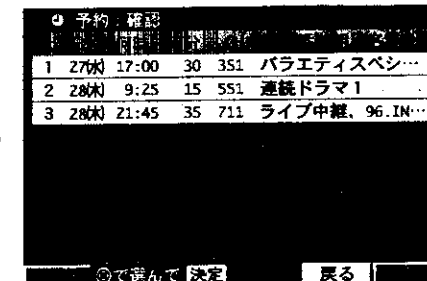 予約:確認
1 27(水) 17:00 30 351 バラエティスペシ…
2 28(木) 9:25 15 551 連続ドラマ1
3 28(木) 21:45 35 711 ライブ中継、96.IN…
で選んで 決定 戻る